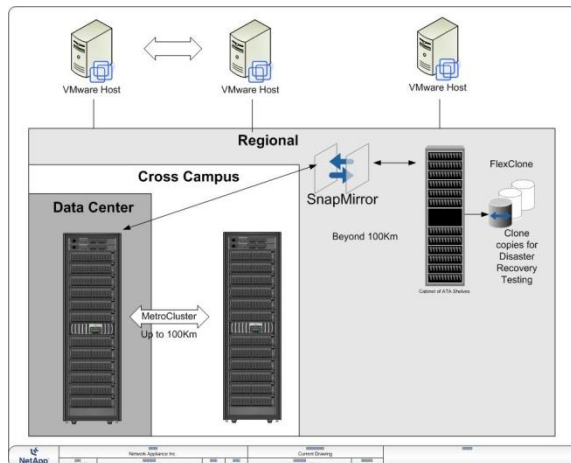 VMware Host
VMware Host
VMware Host
Regional
Cross Campus
Data Center
SnapMirror
FlexClone
Beyond 100Km
Clone
copies for
Disaster
Recovery
Testing
Cabinet of ATA Shelves
MetroCluster
Up to 100Km
NetApp
Network Appliance Inc.
Current Drawing